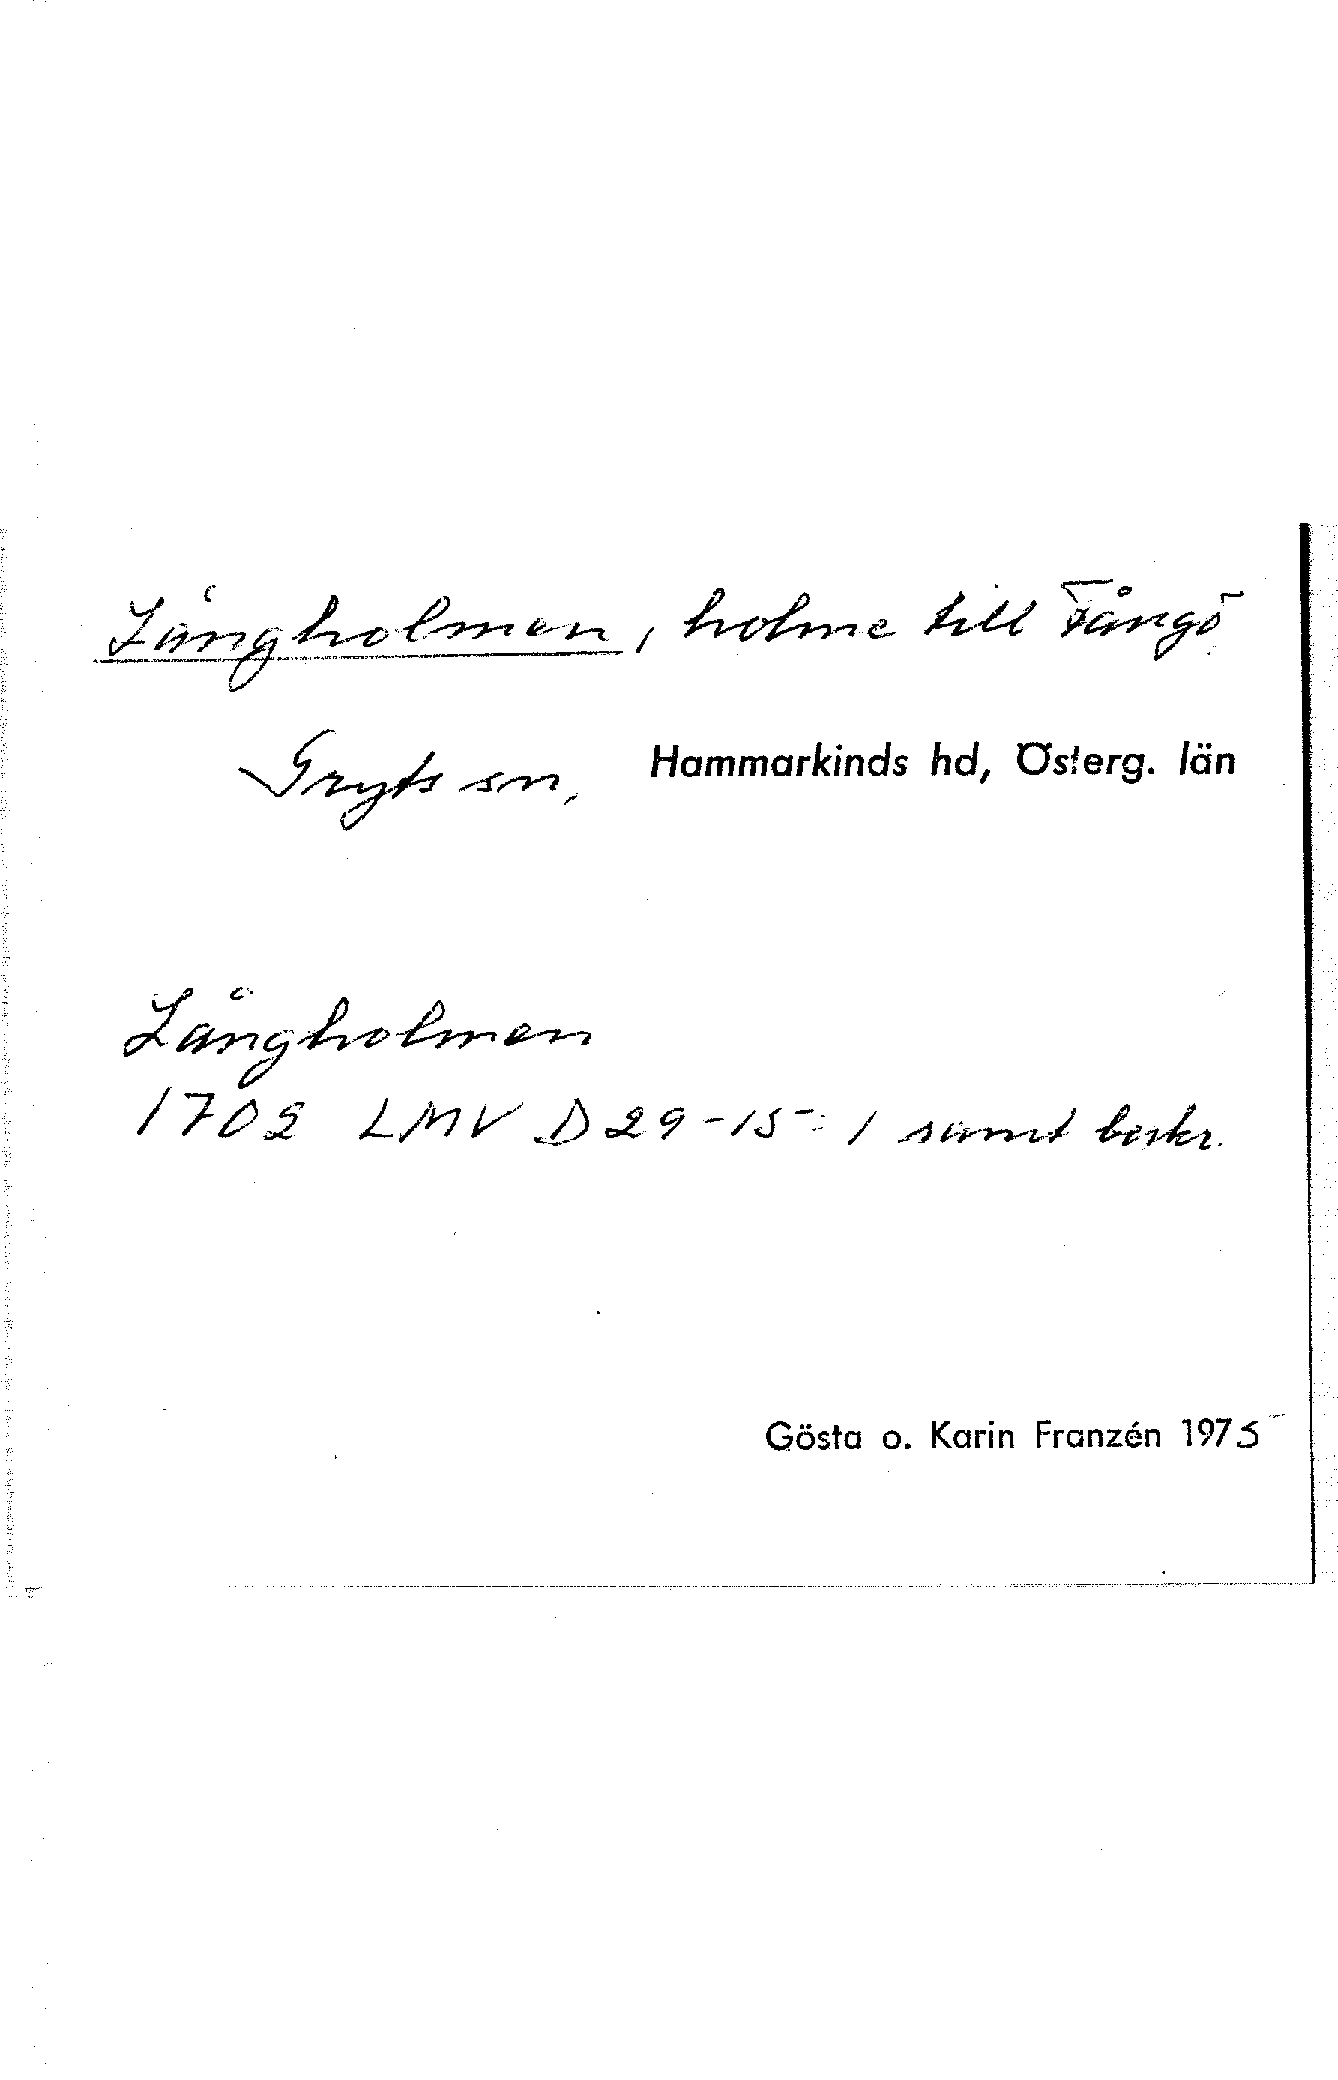 Långholmen, holme till Fångö
Gryts sn, Hammarkinds hd, Österg. län
Långholmen
1702 LMV D29-15:1 samt beskr.
Gösta o. Karin Franzén 1975